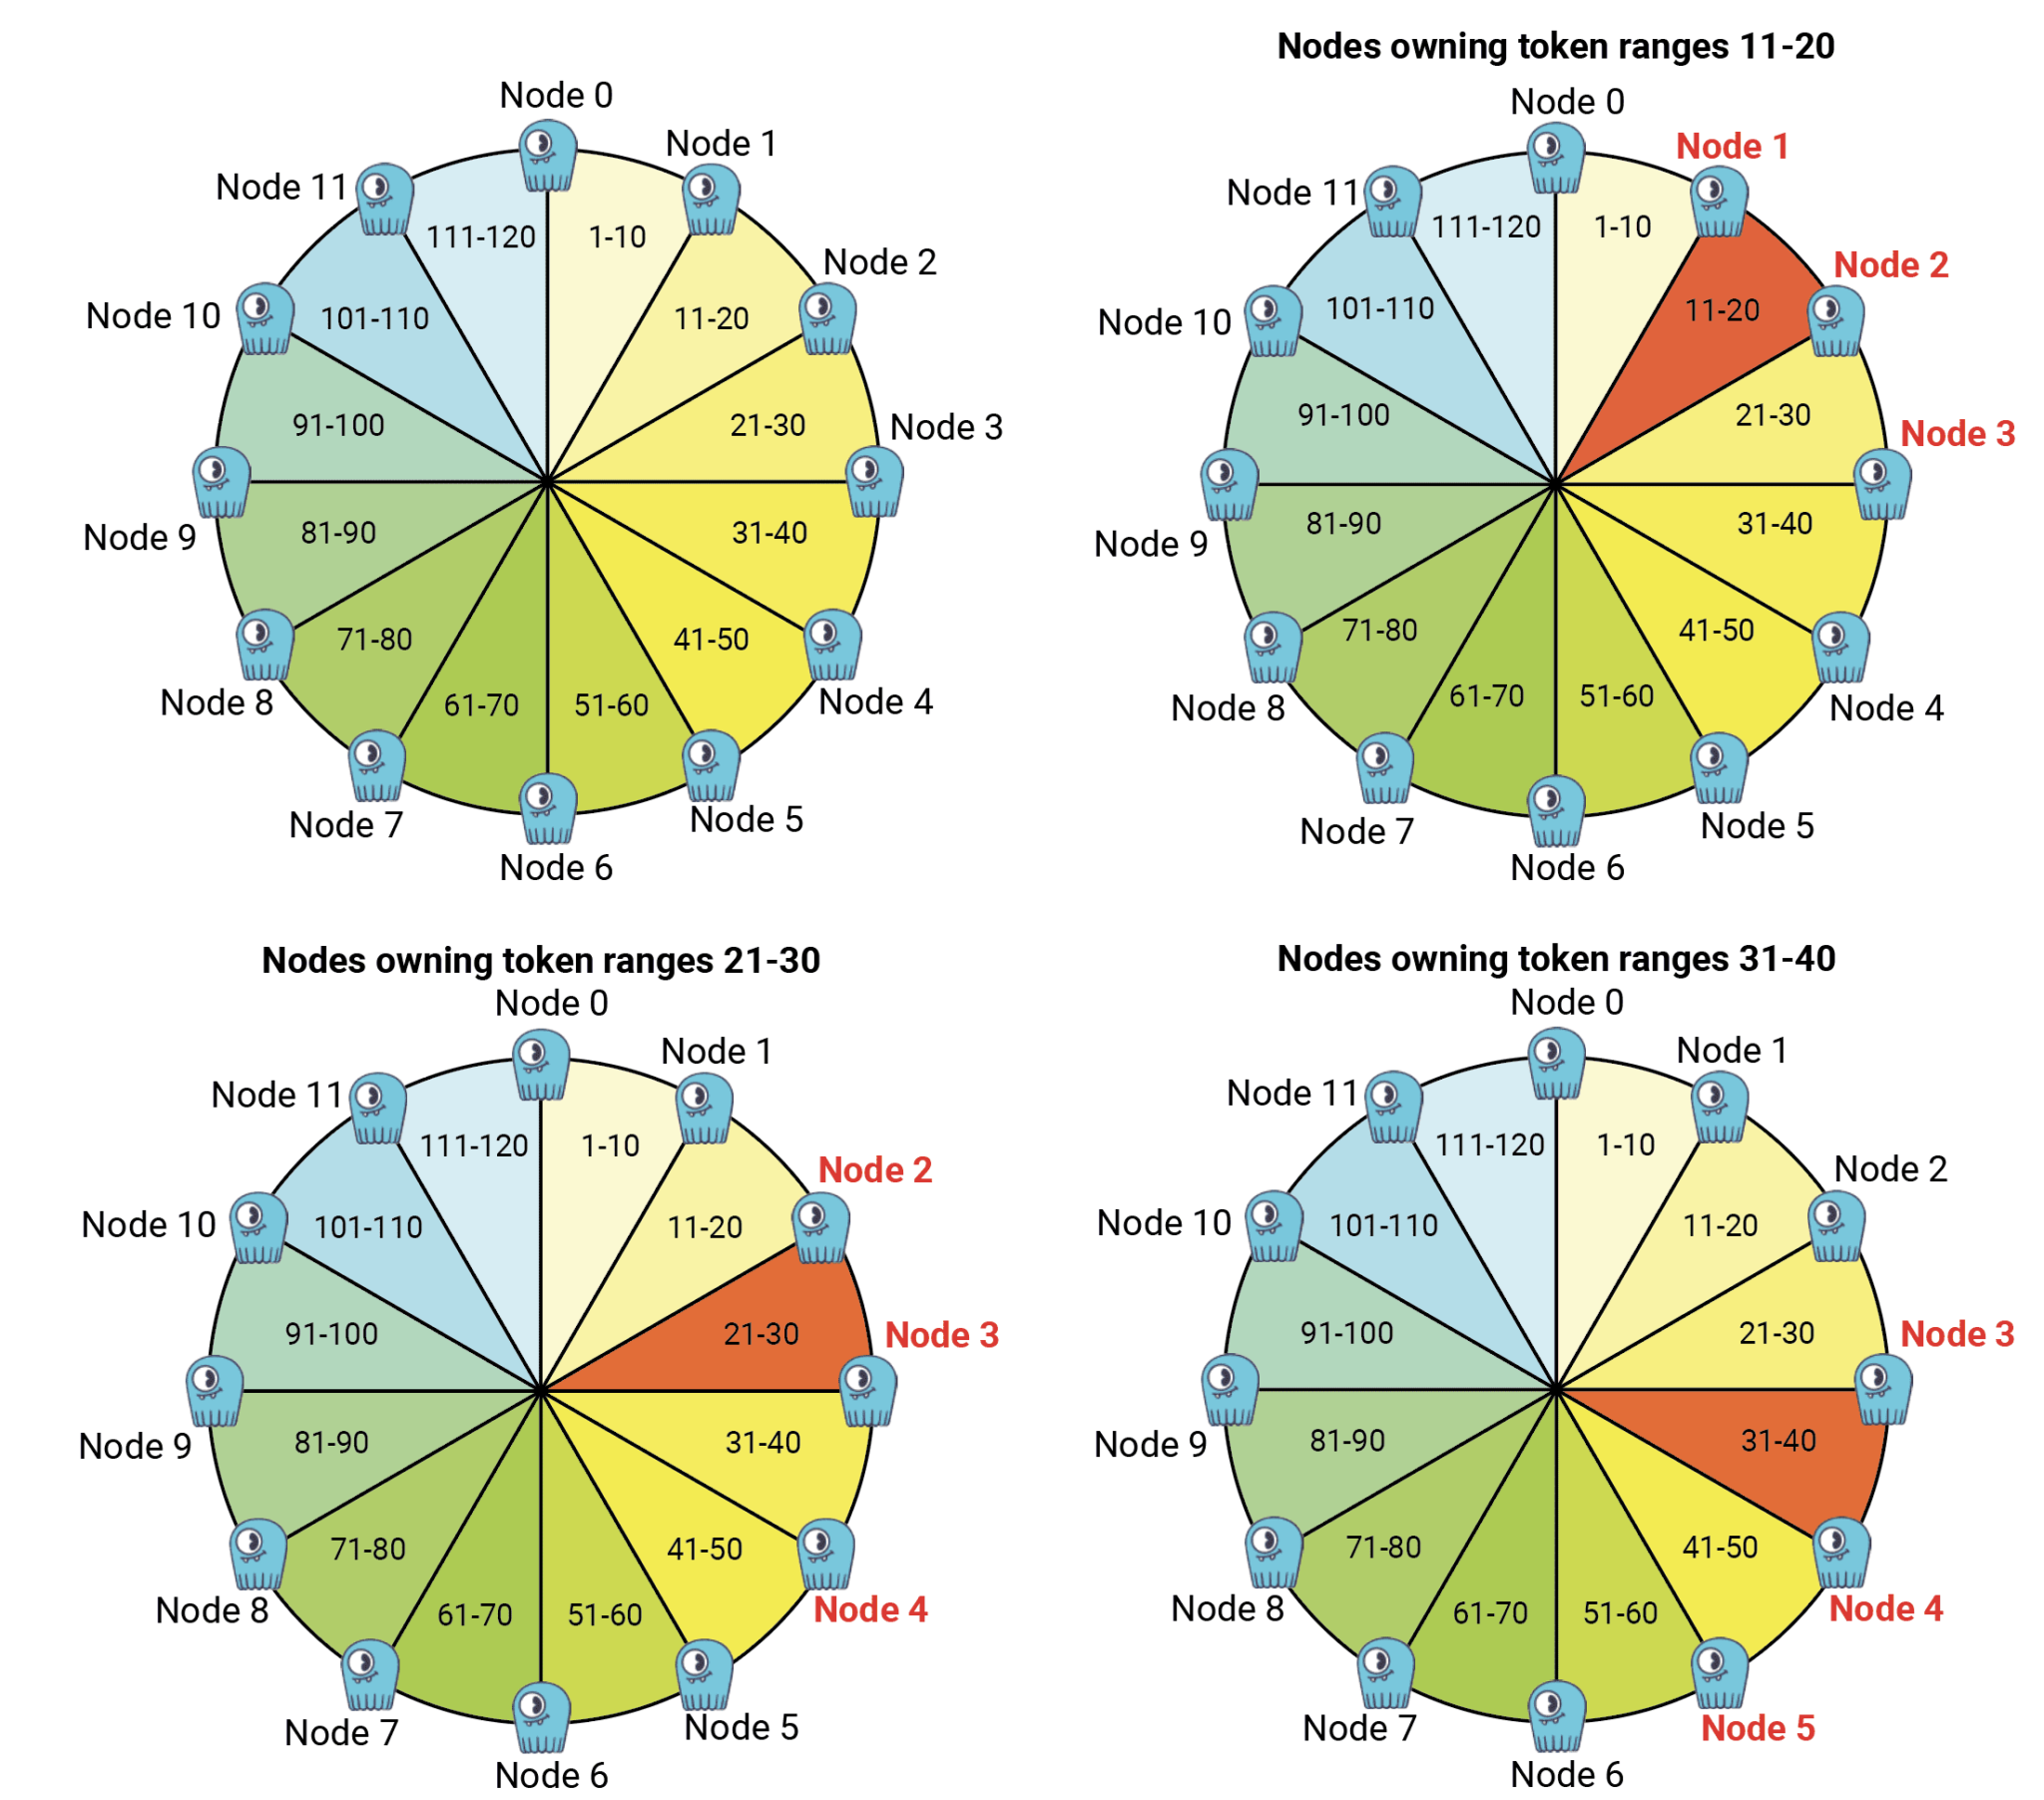 Node 0
Node 1
Node 11
111-120
1-10
Node 2
Node 10
101-110
11-20
91-100
21-30
Node 3
Node 9
81-90
31-40
71-80
41-50
Node 8
61-70
51-60
Node 4
Node 7
Node 5
Node 6
Nodes owning token ranges 11-20
Node 0
Node 1
Node 11
111-120
1-10
Node 2
Node 10
101-110
11-20
91-100
21-30
Node 3
Node 9
81-90
31-40
71-80
41-50
Node 8
61-70
51-60
Node 4
Node 7
Node 5
Node 6
Nodes owning token ranges 21-30
Node 0
Node 1
Node 11
111-120
1-10
Node 2
Node 10
101-110
11-20
91-100
21-30
Node 3
Node 9
81-90
31-40
71-80
41-50
Node 8
61-70
51-60
Node 4
Node 7
Node 5
Node 6
Nodes owning token ranges 31-40
Node 0
Node 1
Node 11
111-120
1-10
Node 2
Node 10
101-110
11-20
91-100
21-30
Node 3
Node 9
81-90
31-40
71-80
41-50
Node 8
61-70
51-60
Node 4
Node 7
Node 5
Node 6